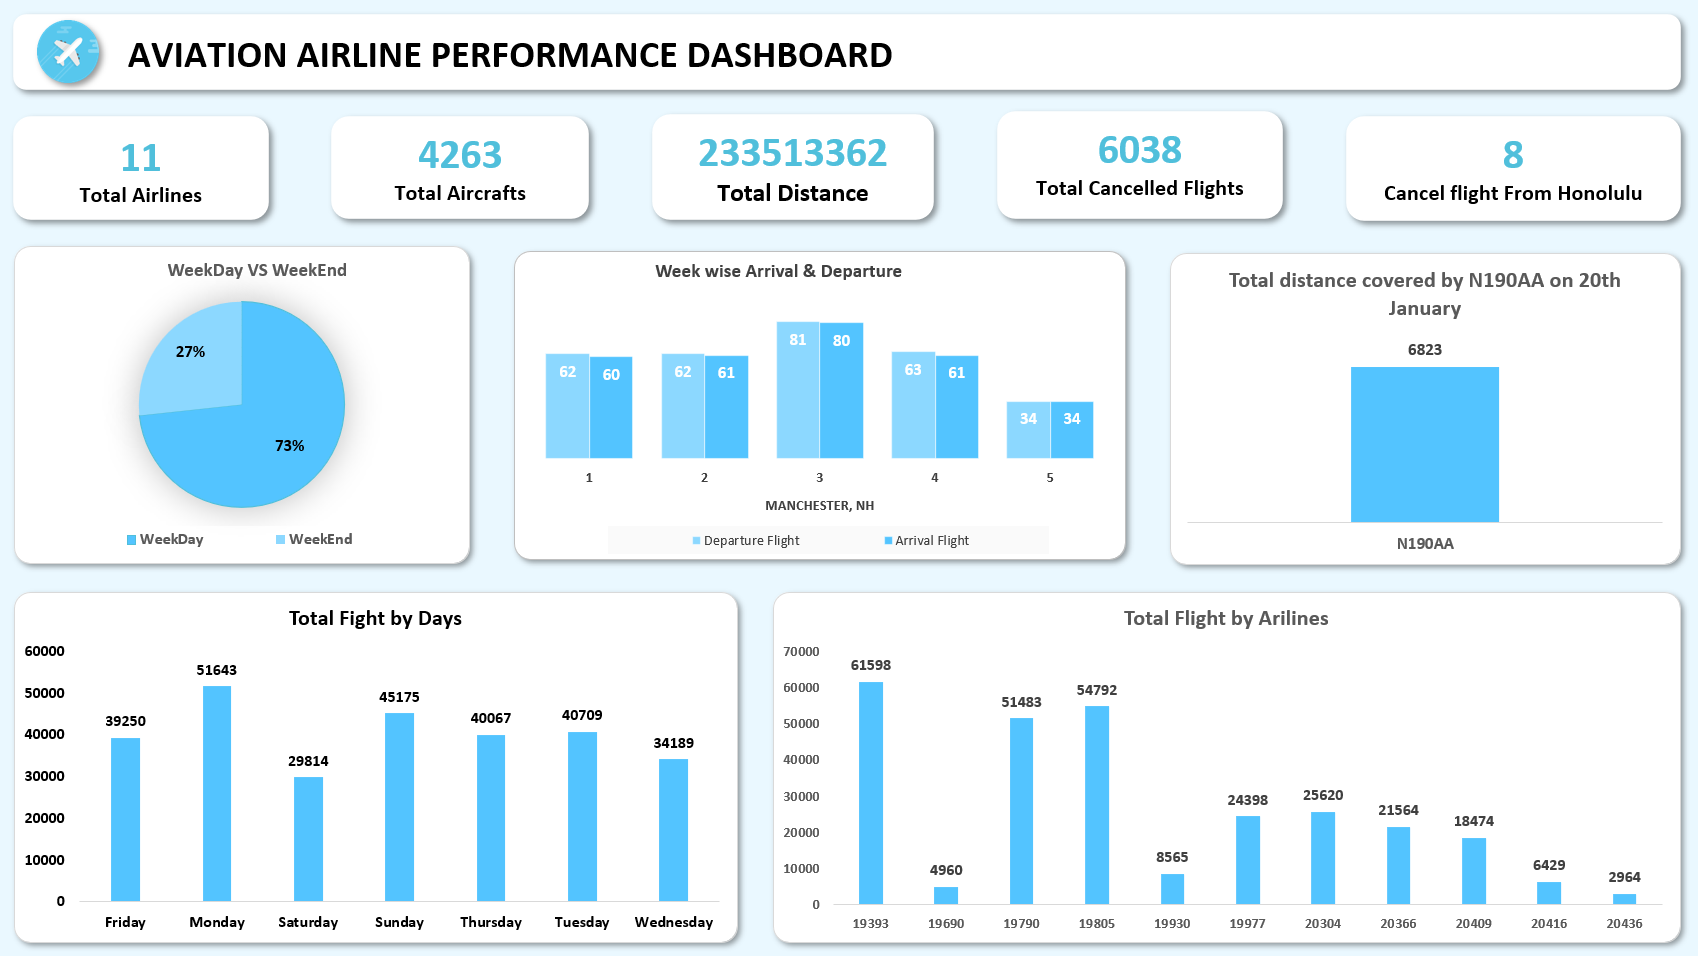 AVIATION AIRLINE PERFORMANCE DASHBOARD
11
Total Airlines
4263
Total Aircrafts
233513362
Total Distance
6038
Total Cancelled Flights
8
Cancel flight From Honolulu
WeekDay VS WeekEnd
27%
73%
WeekDay WeekEnd
Week wise Arrival & Departure
62 60 62 61 81 80 63 61 34 34
1 2 3 4 5
MANCHESTER, NH
Departure Flight Arrival Flight
Total distance covered by N190AA on 20th
January
6823
N190AA
Total Fight by Days
60000
50000
40000
30000
20000
10000
0
39250 51643 29814 45175 40067 40709 34189
Friday Monday Saturday Sunday Thursday Tuesday Wednesday
Total Flight by Arilines
70000
60000
50000
40000
30000
20000
10000
0
61598 4960 51483 54792 8565 24398 25620 21564 18474 6429 2964
19393 19690 19790 19805 19930 19977 20304 20366 20409 20416 20436